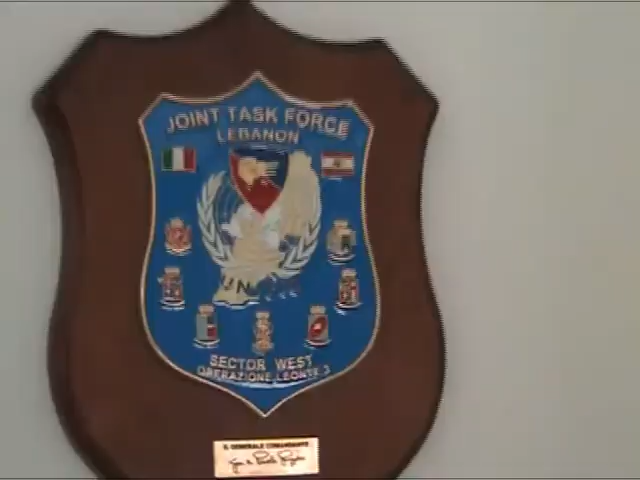 JOINT TASK FORCE
LEBANON
SECTOR WEST
OPERAZIONE LEONTE 3
IL GENERALE COMANDANTE